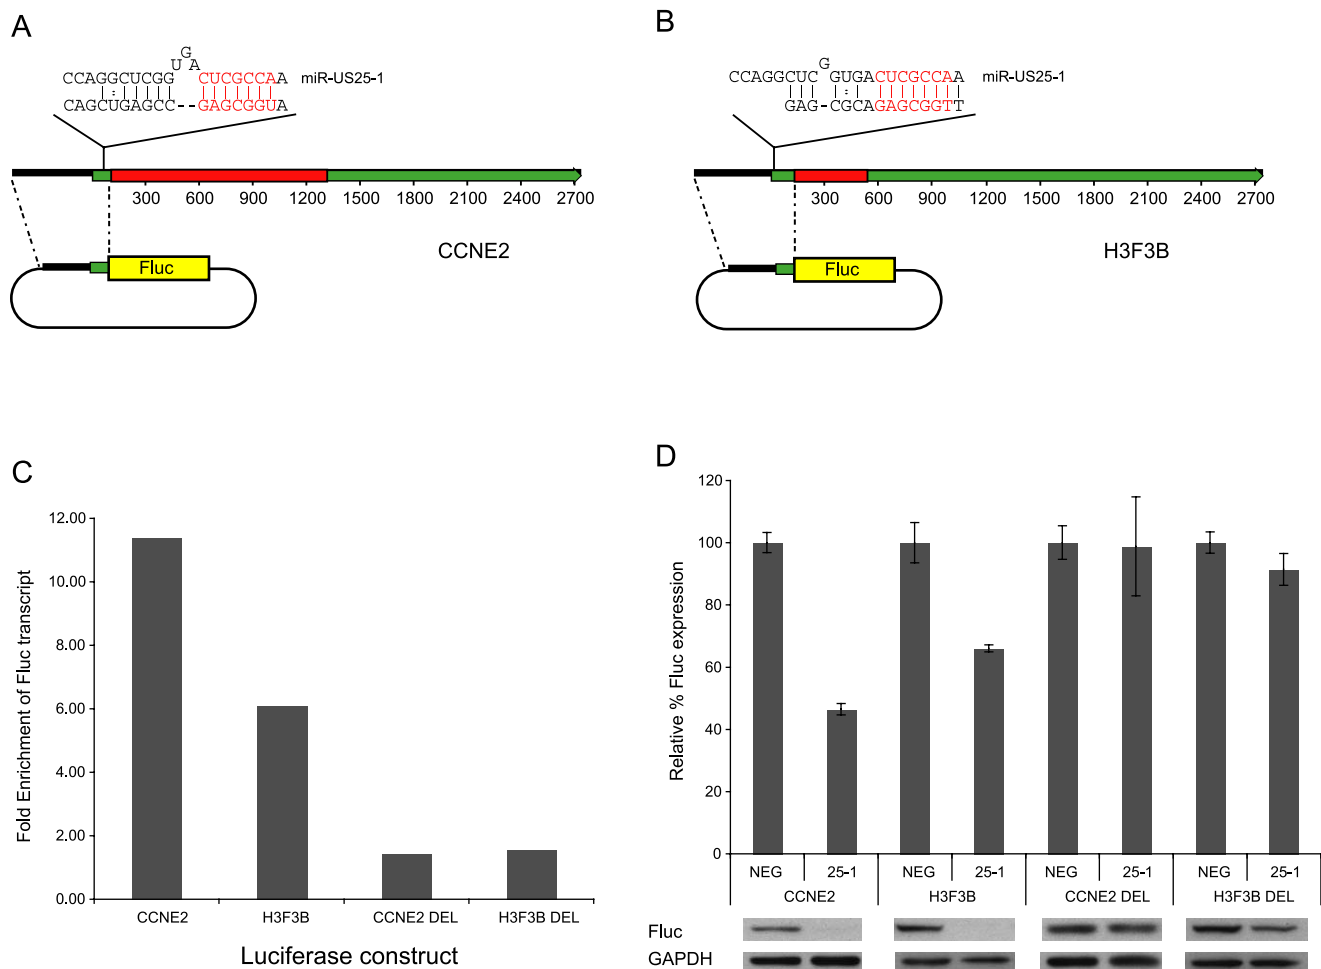 A
U
G
A
CCAGGCUCGG CUCGCCAA miR-US25-1
CAGCUGAGCC--GAGCGGUA
300 600 900 1200 1500 1800 2100 2400 2700
CCNE2
Fluc
B
G
CCAGGCUC GUGACUCGCCAA miR-US25-1
GAG-CGCAGAGCGGTT
300 600 900 1200 1500 1800 2100 2400 2700
H3F3B
Fluc
C
Fold Enrichment of Fluc transcript
12.00
10.00
8.00
6.00
4.00
2.00
0.00
CCNE2 H3F3B CCNE2 DEL H3F3B DEL
Luciferase construct
D
Relative % Fluc expression
120
100
80
60
40
20
0
NEG 25-1 NEG 25-1 NEG 25-1 NEG 25-1
CCNE2 H3F3B CCNE2 DEL H3F3B DEL
Fluc
GAPDH